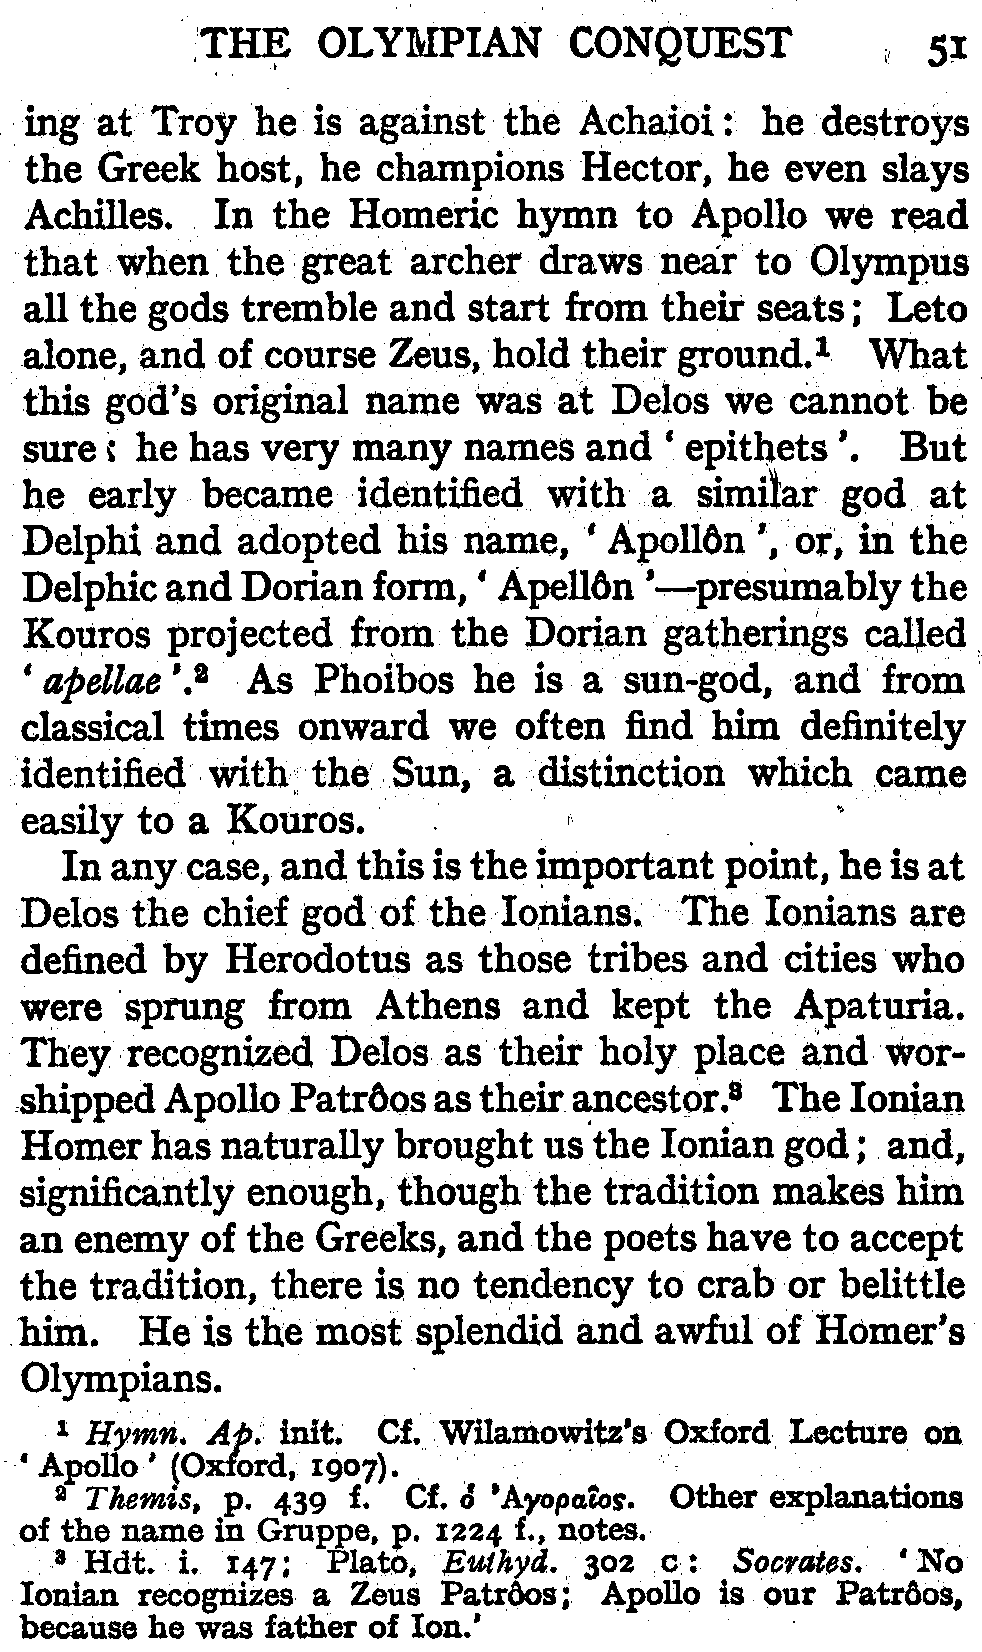 THE OLYMPIAN CONQUEST 51
ing at Troy he is against the Achaioi: he destroys
the Greek host, he champions Hector, he even slays
Achilles. In the Homeric hymn to Apollo we read
that when the great archer draws near to Olympus
all the gods tremble and start from their seats; Leto
alone, and of course Zeus, hold their ground.¹ What
this god's original name was at Delos we cannot be
sure: he has very many names and ' epithets '. But
he early became identified with a similar god at
Delphi and adopted his name, ' Apollôn ', or, in the
Delphic and Dorian form, ' Apellôn '—presumably the
Kouros projected from the Dorian gatherings called
' apellae '.² As Phoibos he is a sun-god, and from
classical times onward we often find him definitely
identified with the Sun, a distinction which came
easily to a Kouros.
In any case, and this is the important point, he is at
Delos the chief god of the Ionians. The Ionians are
defined by Herodotus as those tribes and cities who
were sprung from Athens and kept the Apaturia.
They recognized Delos as their holy place and wor-
shipped Apollo Patrôos as their ancestor.³ The Ionian
Homer has naturally brought us the Ionian god; and,
significantly enough, though the tradition makes him
an enemy of the Greeks, and the poets have to accept
the tradition, there is no tendency to crab or belittle
him. He is the most splendid and awful of Homer's
Olympians.
¹ Hymn. Ap. init. Cf. Wilamowitz's Oxford Lecture on
' Apollo ' (Oxford, 1907).
² Themis, p. 439 f. Cf. ὁ Ἀγοραῖος. Other explanations
of the name in Gruppe, p. 1224 f., notes.
³ Hdt. i. 147; Plato, Euthyd. 302 c: Socrates. ' No
Ionian recognizes a Zeus Patrôos; Apollo is our Patrôos,
because he was father of Ion.'